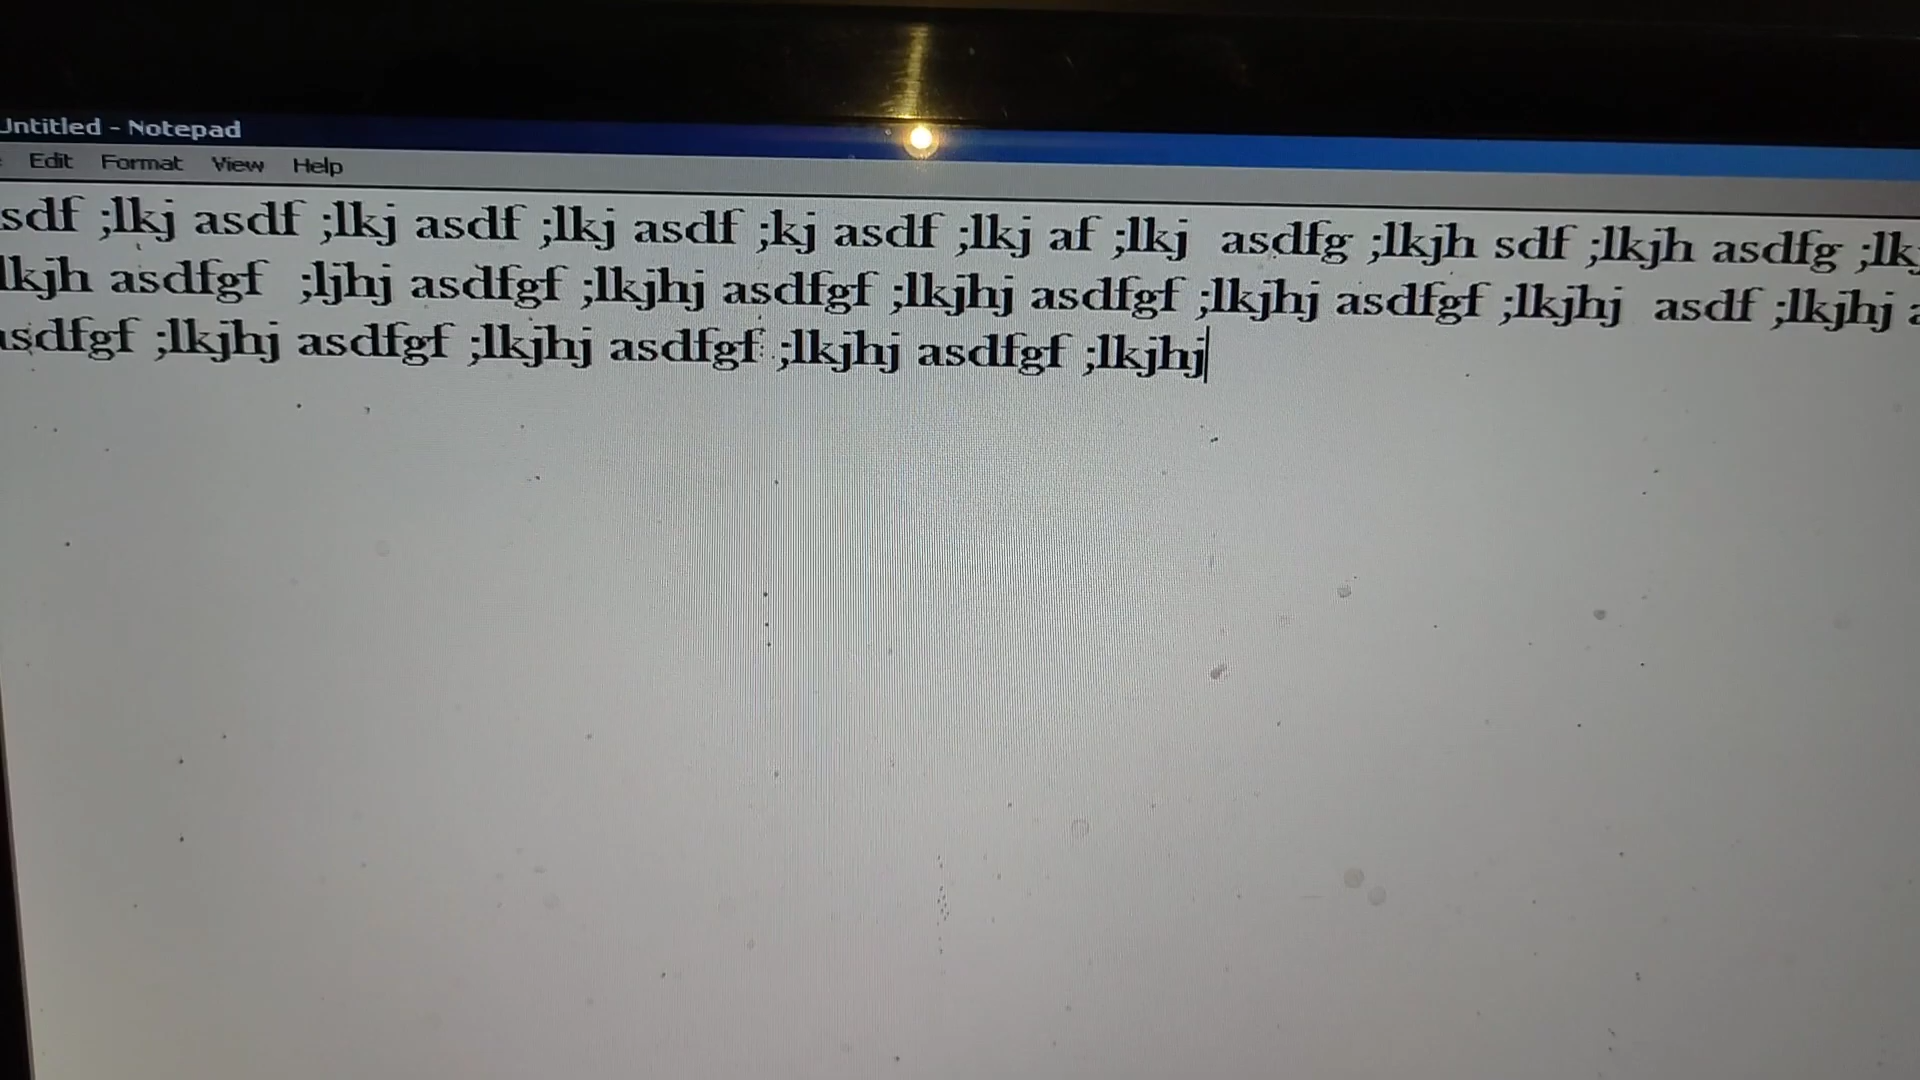 Untitled - Notepad
Edit Format View Help
sdf ;lkj asdf ;lkj asdf ;lkj asdf ;kj asdf ;lkj af ;lkj  asdfg ;lkjh sdf ;lkjh asdfg ;lk
lkjh asdfgf  ;ljhj asdfgf ;lkjhj asdfgf ;lkjhj asdfgf ;lkjhj asdfgf ;lkjhj  asdf ;lkjhj a
asdfgf ;lkjhj asdfgf ;lkjhj asdfgf ;lkjhj asdfgf ;lkjhj